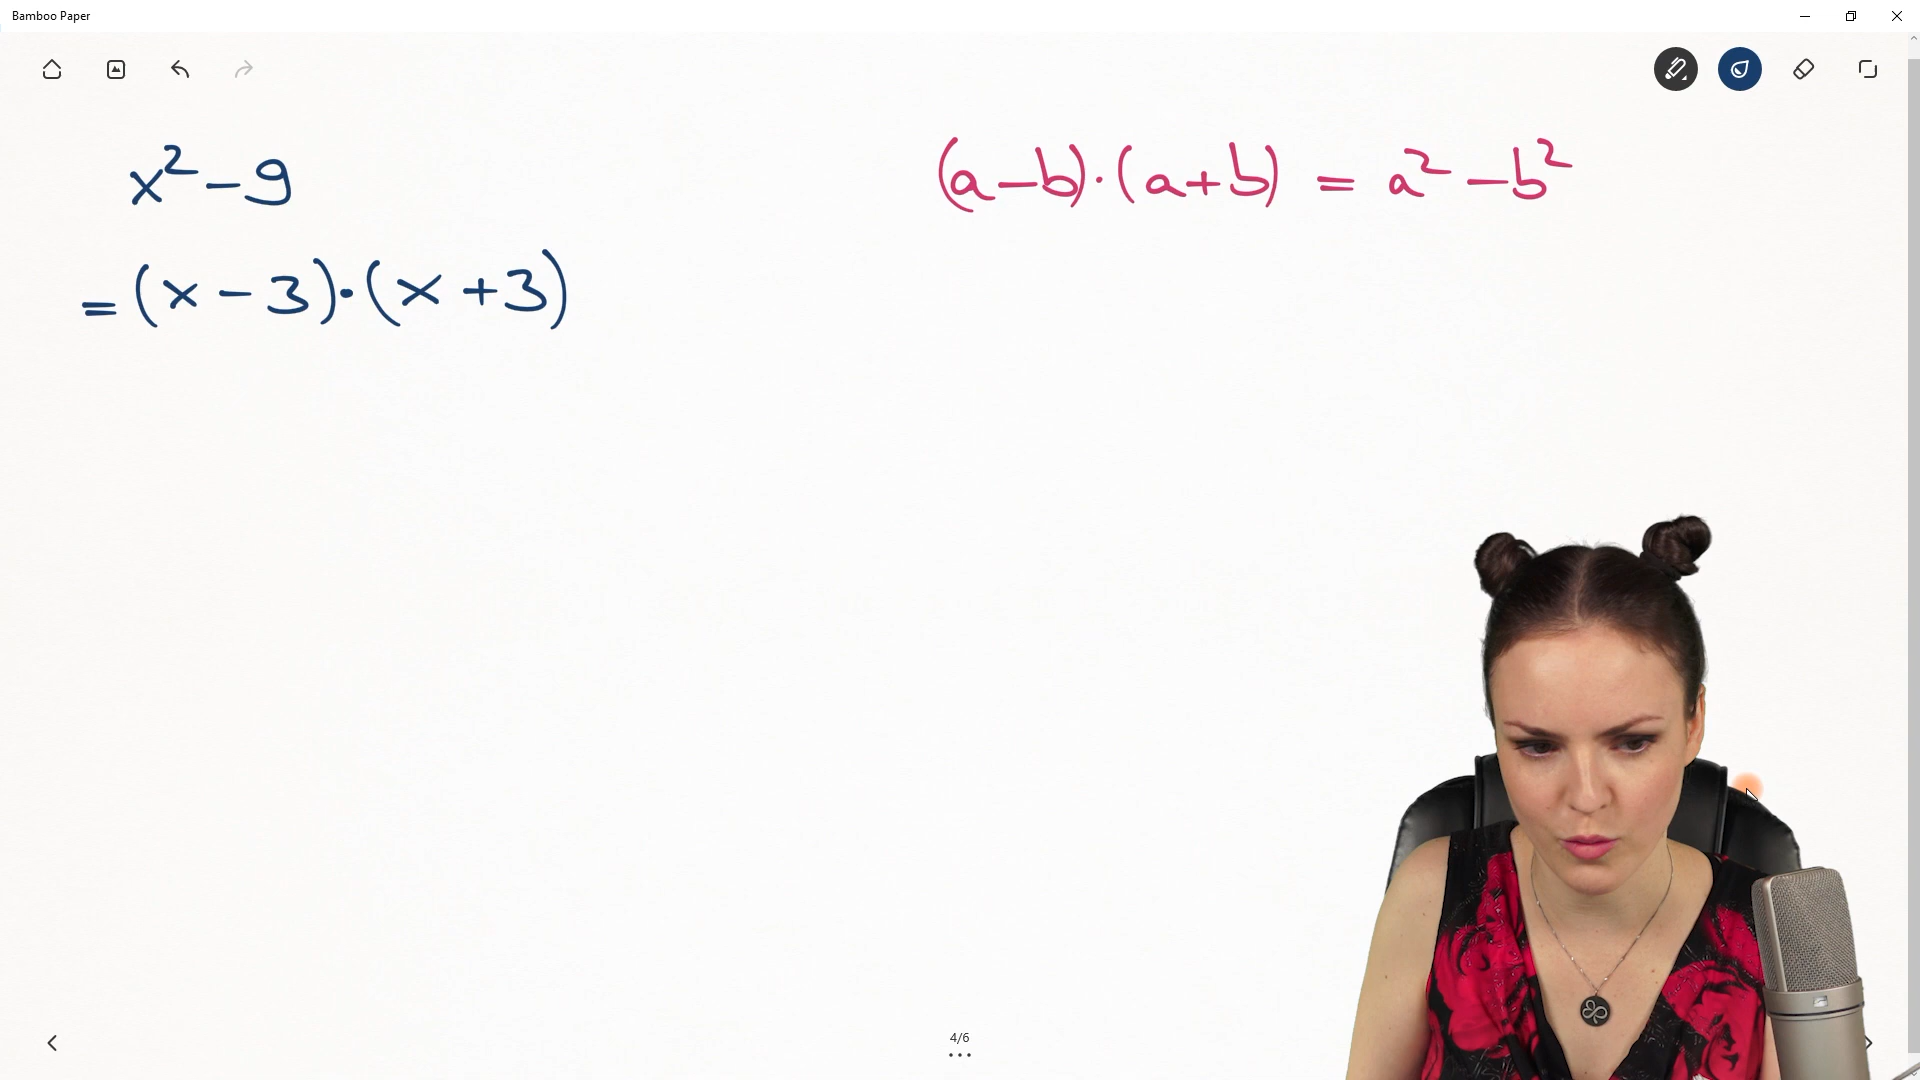 Bamboo Paper
x² - 9
(a - b) · (a + b) = a² - b²
= (x - 3) · (x + 3)
4/6